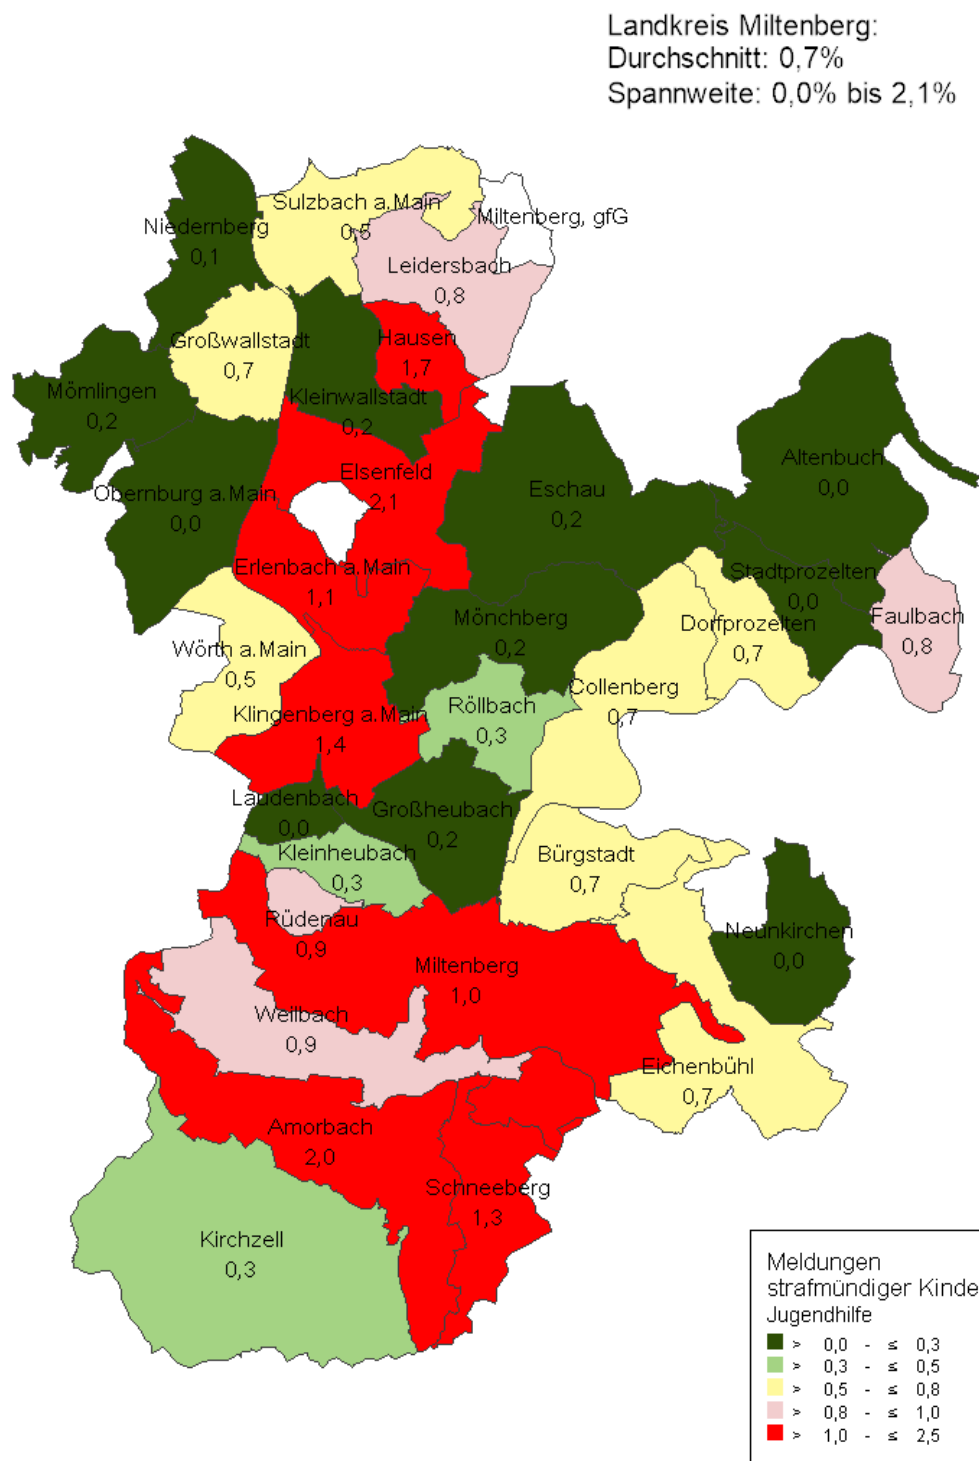 Landkreis Miltenberg:
Durchschnitt: 0,7%
Spannweite: 0,0% bis 2,1%
Niedernberg
0,1
Sulzbach a.Main
0,5
Miltenberg, gfG
Leidersbach
0,8
Großwallstadt
0,7
Hausen
1,7
Mömlingen
0,2
Kleinwallstadt
0,2
Obernburg a.Main
0,0
Elsenfeld
2,1
Eschau
0,2
Altenbuch
0,0
Erlenbach a.Main
1,1
Stadtprozelten
0,0
Mönchberg
0,2
Dorfprozelten
0,7
Faulbach
0,8
Wörth a.Main
0,5
Collenberg
0,7
Röllbach
0,3
Klingenberg a.Main
1,4
Laudenbach
0,0
Großheubach
0,2
Kleinheubach
0,3
Bürgstadt
0,7
Rüdenau
0,9
Neunkirchen
0,0
Miltenberg
1,0
Weilbach
0,9
Eichenbühl
0,7
Amorbach
2,0
Schneeberg
1,3
Kirchzell
0,3
Meldungen
strafmündiger Kinde
Jugendhilfe
> 0,0 - ≤ 0,3
> 0,3 - ≤ 0,5
> 0,5 - ≤ 0,8
> 0,8 - ≤ 1,0
> 1,0 - ≤ 2,5